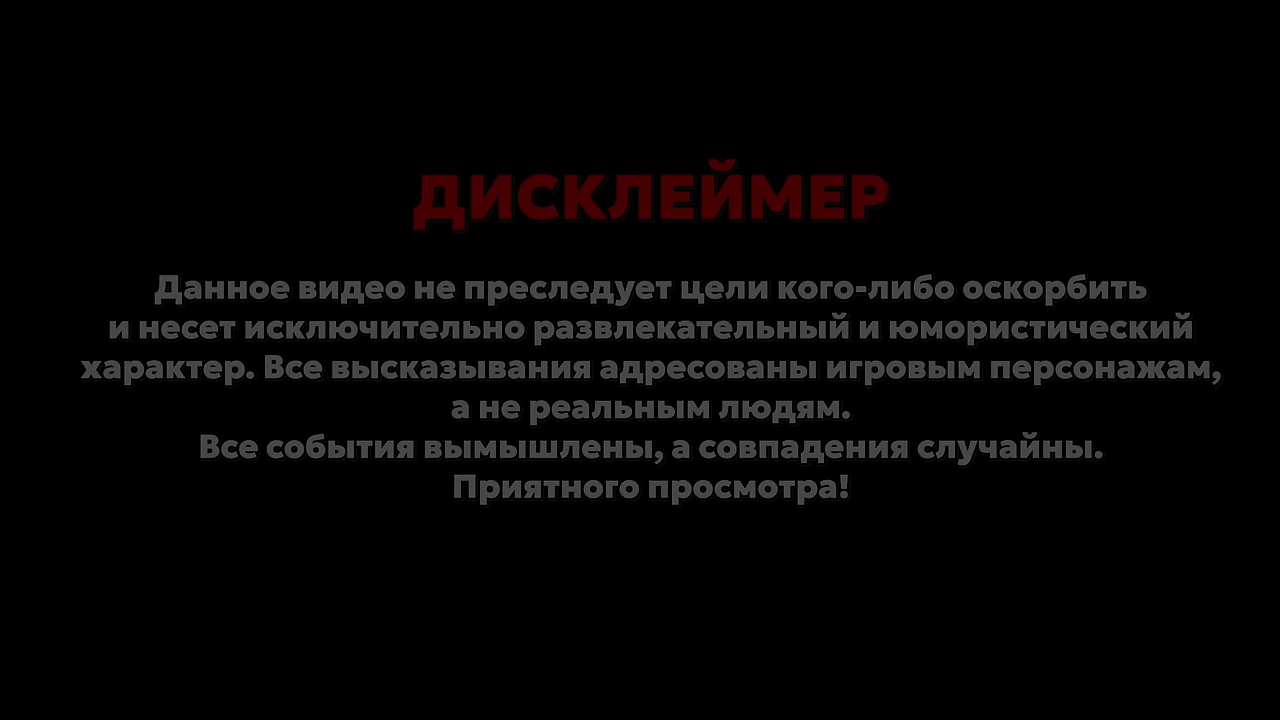 ДИСКЛЕЙМЕР
Данное видео не преследует цели кого-либо оскорбить
и несет исключительно развлекательный и юмористический
характер. Все высказывания адресованы игровым персонажам,
а не реальным людям.
Все события вымышлены, а совпадения случайны.
Приятного просмотра!